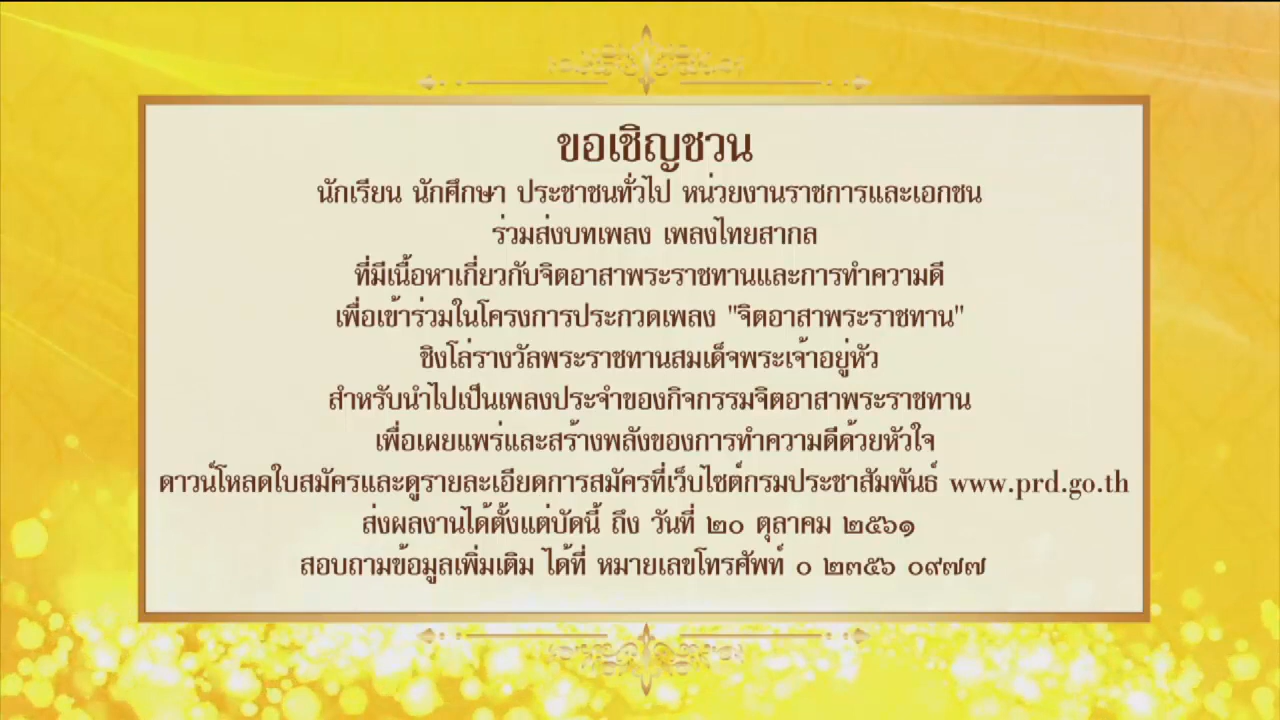 ขอเชิญชวน
นักเรียน นักศึกษา ประชาชนทั่วไป หน่วยงานราชการและเอกชน
ร่วมส่งบทเพลง เพลงไทยสากล
ที่มีเนื้อหาเกี่ยวกับจิตอาสาพระราชทานและการทำความดี
เพื่อเข้าร่วมในโครงการประกวดเพลง "จิตอาสาพระราชทาน"
ชิงโล่รางวัลพระราชทานสมเด็จพระเจ้าอยู่หัว
สำหรับนำไปเป็นเพลงประจำของกิจกรรมจิตอาสาพระราชทาน
เพื่อเผยแพร่และสร้างพลังของการทำความดีด้วยหัวใจ
ดาวน์โหลดใบสมัครและดูรายละเอียดการสมัครที่เว็บไซต์กรมประชาสัมพันธ์ www.prd.go.th
ส่งผลงานได้ตั้งแต่บัดนี้ ถึง วันที่ ๒๐ ตุลาคม ๒๕๖๑
สอบถามข้อมูลเพิ่มเติม ได้ที่ หมายเลขโทรศัพท์ ๐ ๒๓๕๖ ๐๙๗๗